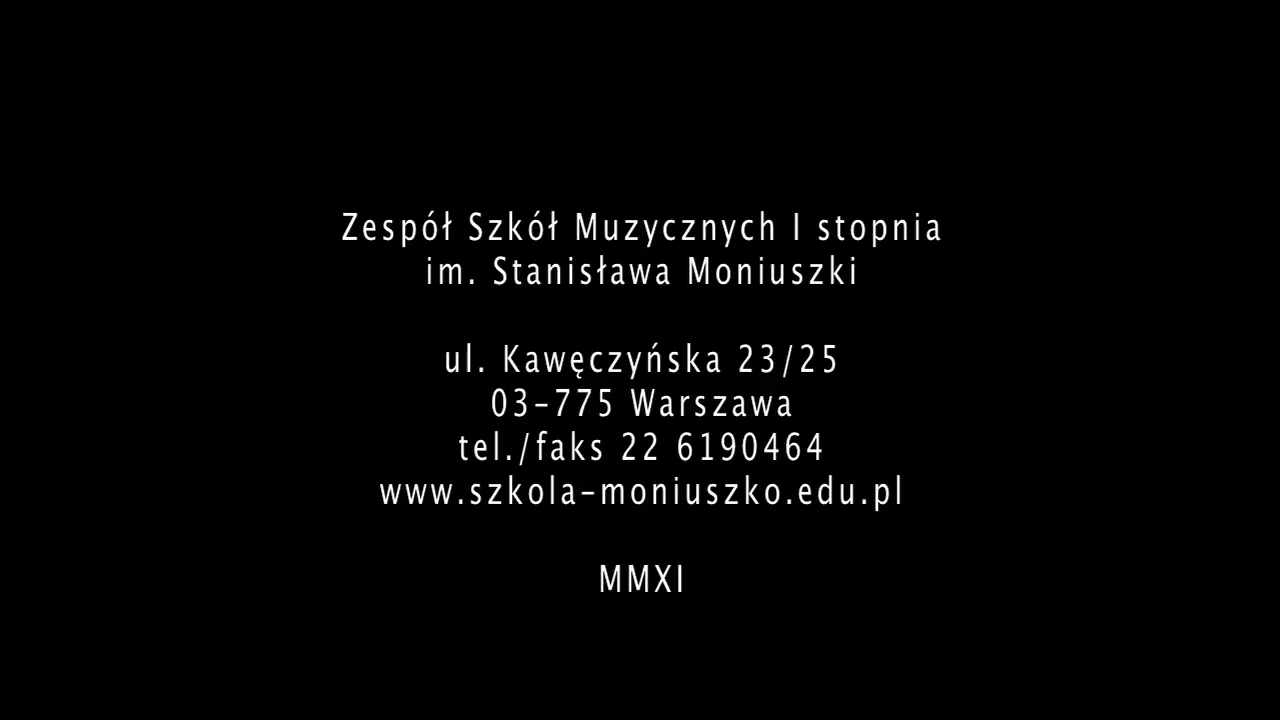 Zespół Szkół Muzycznych I stopnia
im. Stanisława Moniuszki
ul. Kawęczyńska 23/25
03-775 Warszawa
tel./faks 22 6190464
www.szkola-moniuszko.edu.pl
MMXI